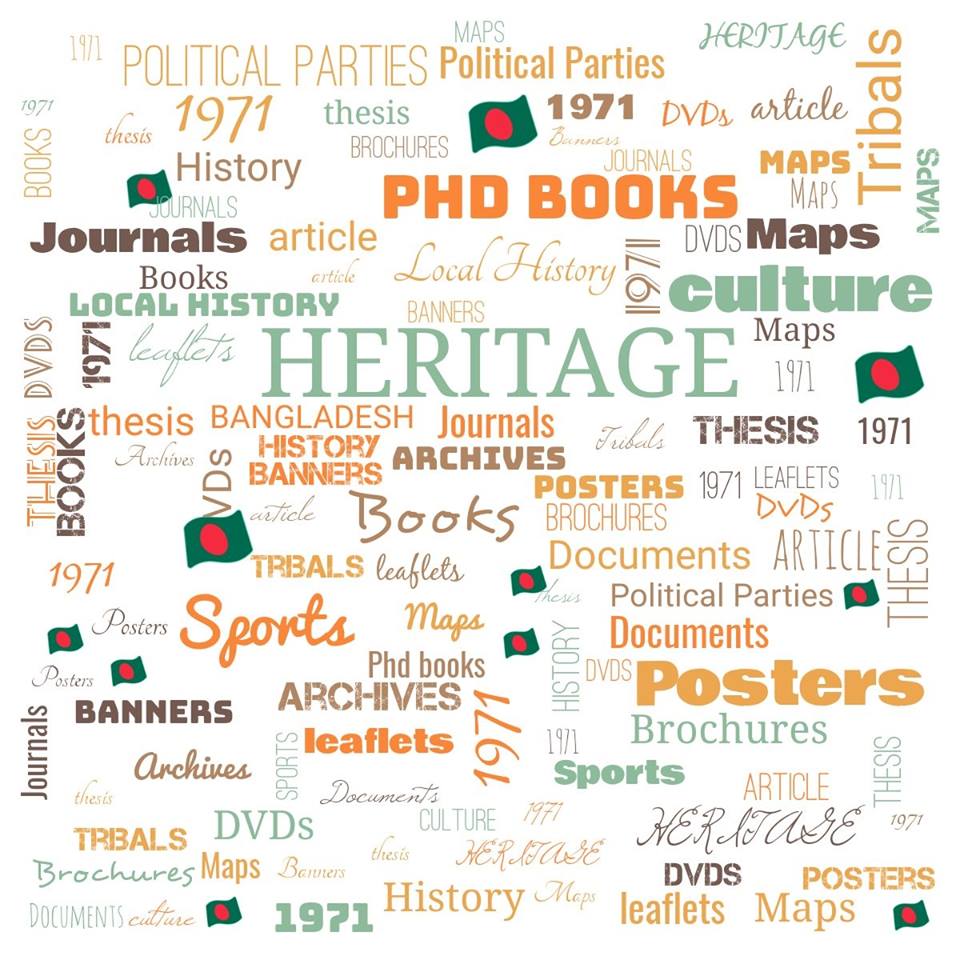 MAPS
HERITAGE
1971
POLITICAL PARTIES
Political Parties
Tribals
1971
1971
thesis
1971
DVDs
article
thesis
BOOKS
BROCHURES
Banners
JOURNALS
MAPS
Maps
MAPS
History
PHD BOOKS
JOURNALS
Journals
article
Local History
1971
DVDS
Maps
Books
article
culture
LOCAL HISTORY
BANNERS
Maps
DVDS
1971
leaflets
HERITAGE
1971
thesis
BANGLADESH
Journals
Tribals
THESIS
1971
THESIS
BOOKS
Archives
HISTORY
BANNERS
ARCHIVES
VDs
POSTERS
1971
LEAFLETS
1971
article
Books
BROCHURES
DVDs
Documents
ARTICLE
THESIS
1971
TRBALS
leaflets
thesis
Political Parties
Posters
Sports
Maps
Documents
HISTORY
Posters
Phd books
DVDS
Posters
ARCHIVES
1971
BANNERS
Journals
leaflets
1971
Brochures
SPORTS
Archives
Sports
THESIS
thesis
Documents
ARTICLE
CULTURE
1971
HERITAGE
1971
TRBALS
DVDs
thesis
HERITAGE
Brochures
Maps
Banners
DVDS
POSTERS
DOCUMENTS
culture
1971
History
Maps
leaflets
Maps